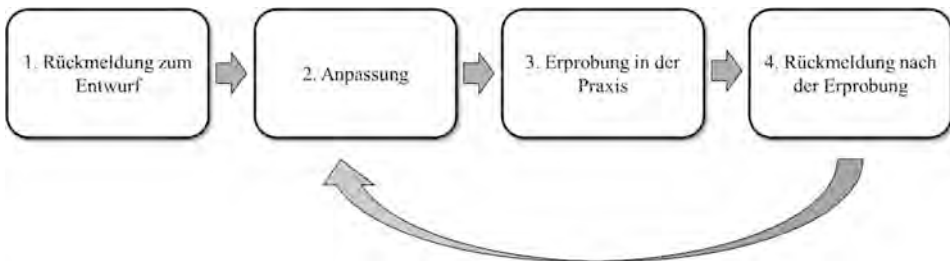 1. Rückmeldung zum
Entwurf
2. Anpassung
3. Erprobung in der
Praxis
4. Rückmeldung nach
der Erprobung